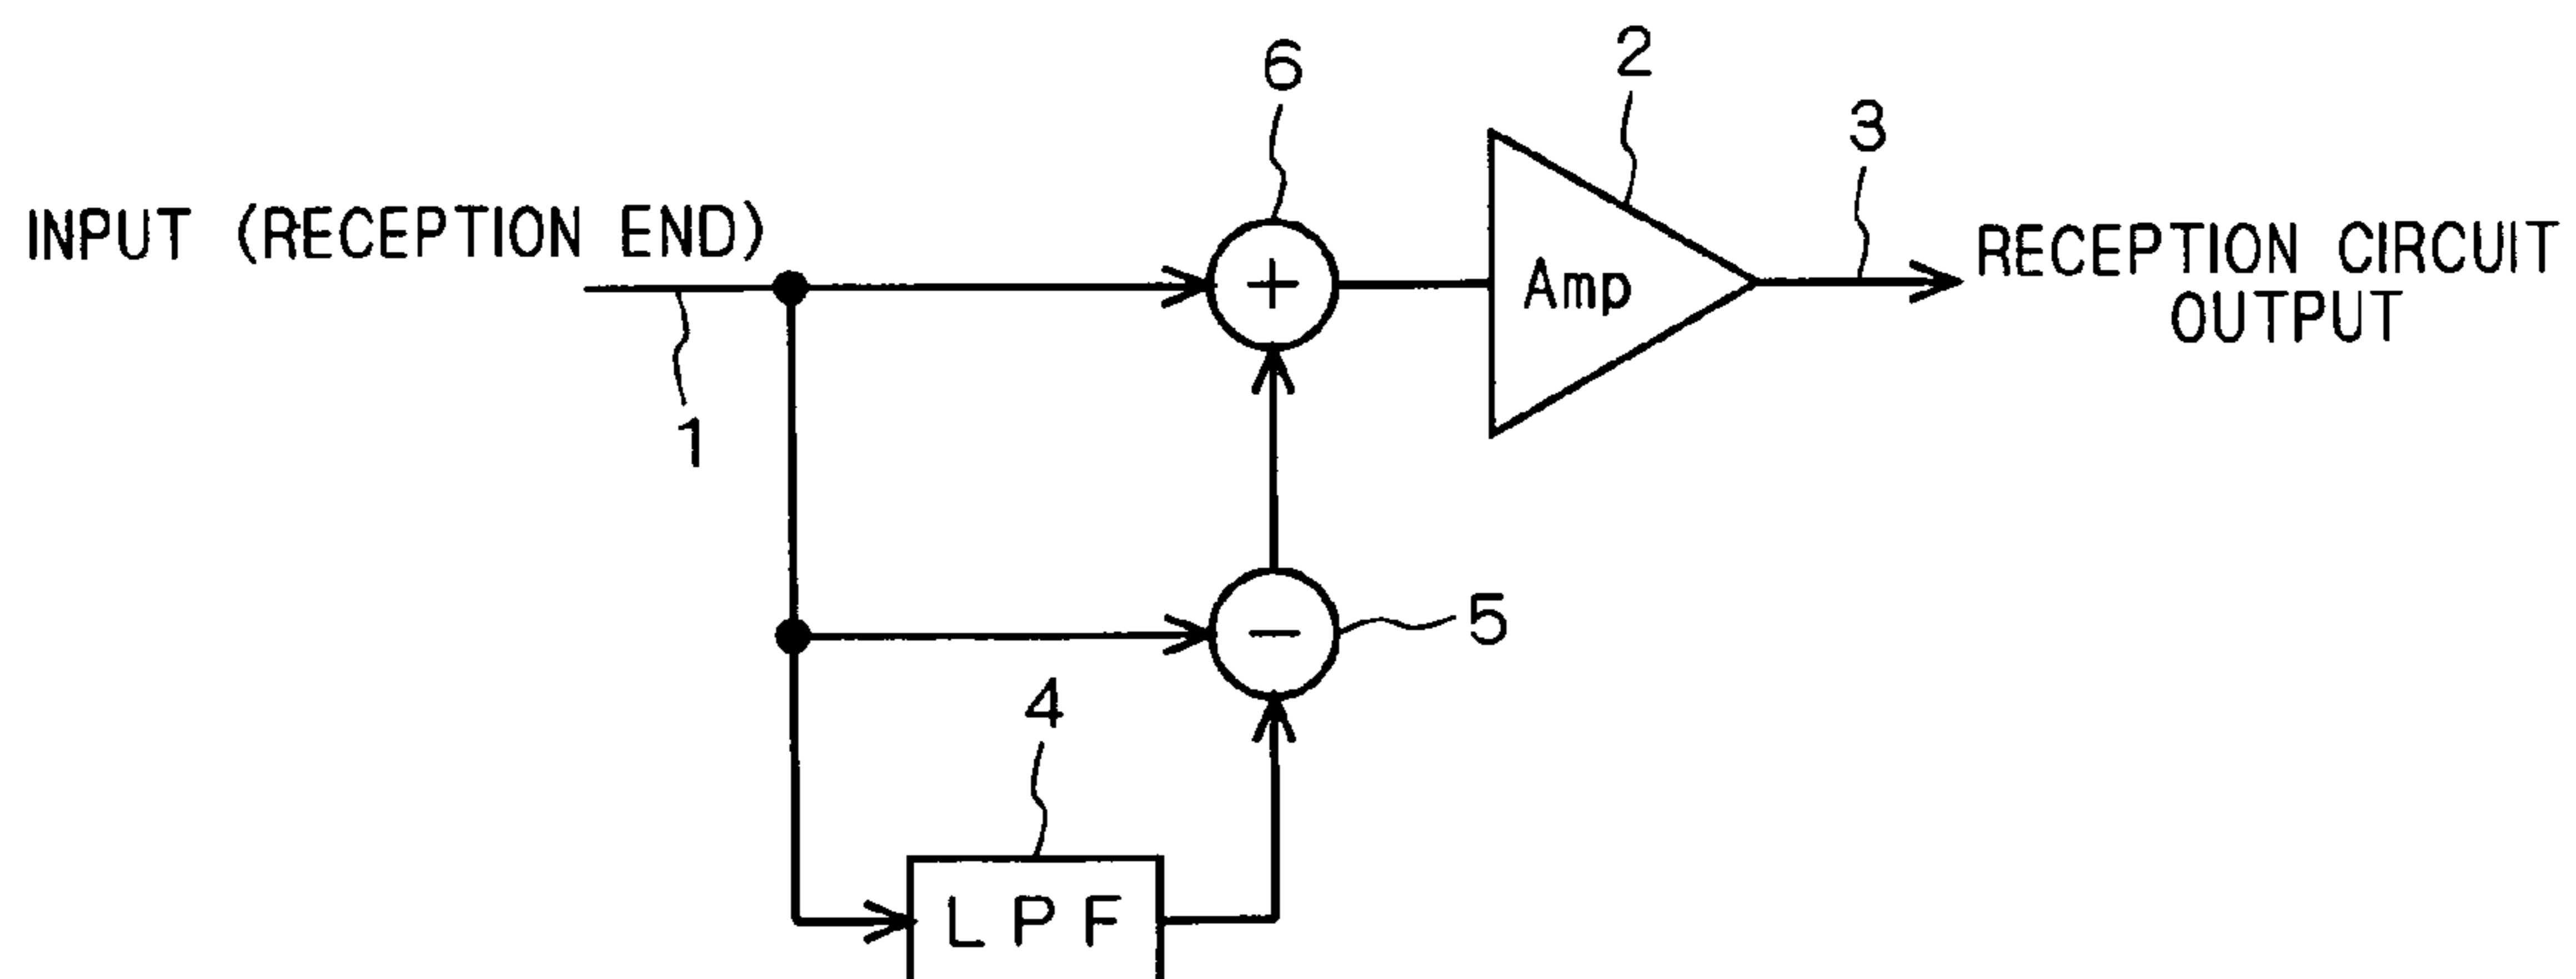 6
2
3
INPUT (RECEPTION END)
+
Amp
RECEPTION CIRCUIT
OUTPUT
1
−
5
4
LPF